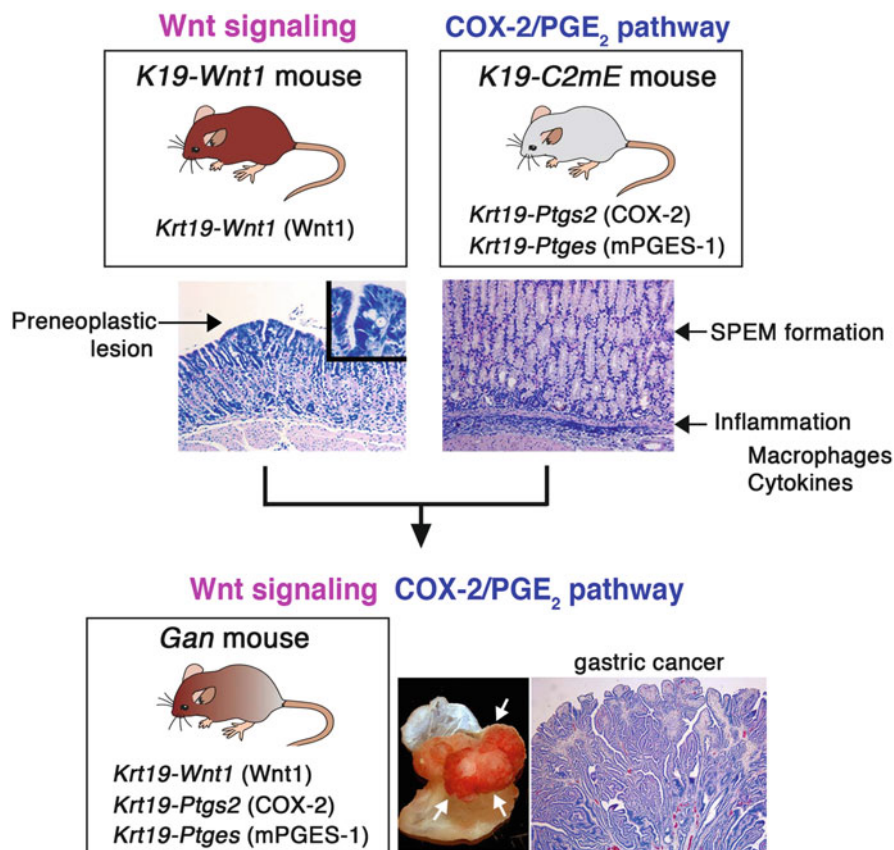 Wnt signaling
COX-2/PGE₂ pathway
K19-Wnt1 mouse
Krt19-Wnt1 (Wnt1)
K19-C2mE mouse
Krt19-Ptgs2 (COX-2)
Krt19-Ptges (mPGES-1)
Preneoplastic
lesion
SPEM formation
Inflammation
Macrophages
Cytokines
Wnt signaling COX-2/PGE₂ pathway
Gan mouse
Krt19-Wnt1 (Wnt1)
Krt19-Ptgs2 (COX-2)
Krt19-Ptges (mPGES-1)
gastric cancer